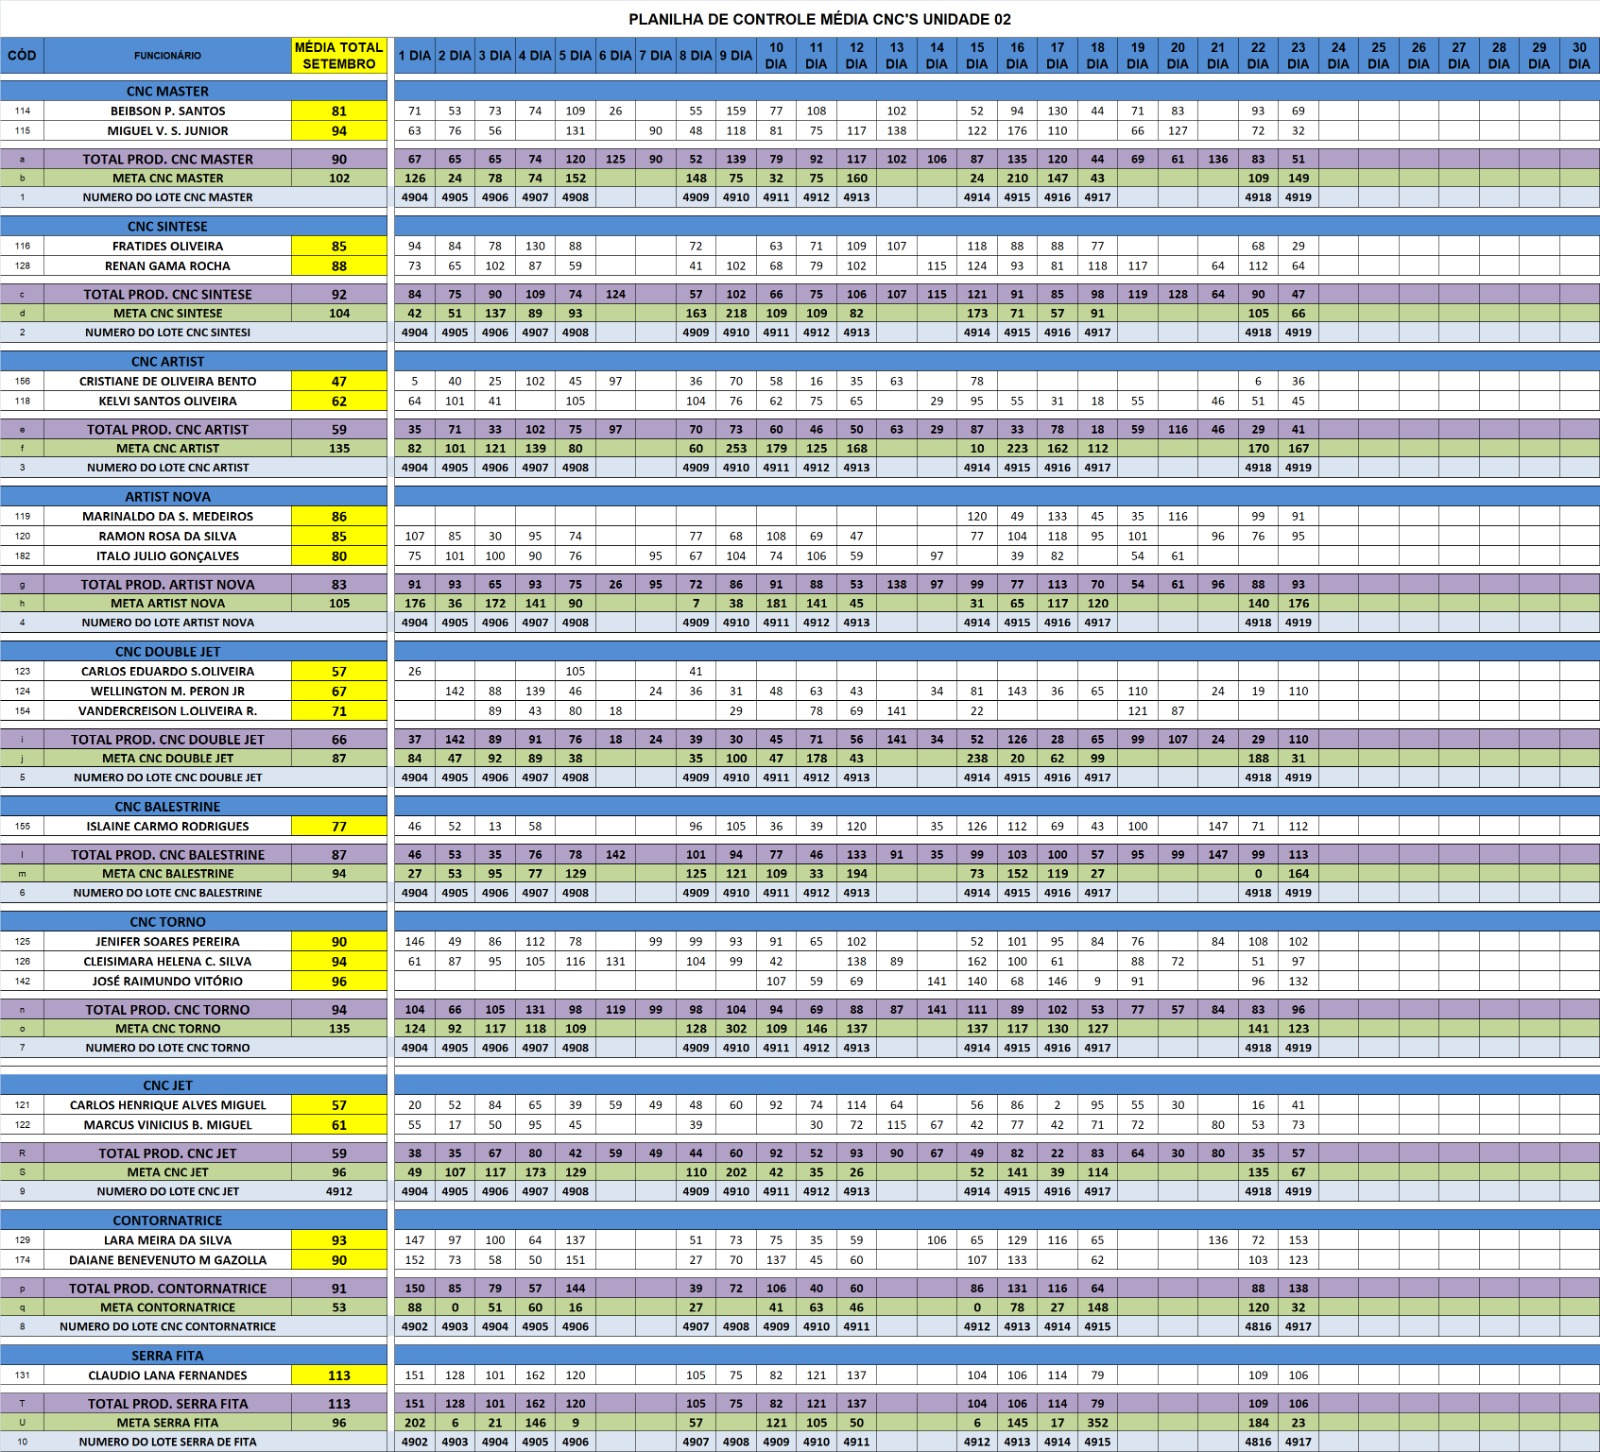 PLANILHA DE CONTROLE MÉDIA CNC'S UNIDADE 02
CÓD FUNCIONÁRIO MÉDIA TOTAL SETEMBRO 1 DIA 2 DIA 3 DIA 4 DIA 5 DIA 6 DIA 7 DIA 8 DIA 9 DIA 10 DIA 11 DIA 12 DIA 13 DIA 14 DIA 15 DIA 16 DIA 17 DIA 18 DIA 19 DIA 20 DIA 21 DIA 22 DIA 23 DIA 24 DIA 25 DIA 26 DIA 27 DIA 28 DIA 29 DIA 30 DIA
CNC MASTER
114 BEIBSON P. SANTOS 81 71 53 73 74 109 26 55 159 77 108 102 52 94 130 44 71 83 93 69
115 MIGUEL V. S. JUNIOR 94 63 76 56 131 90 48 118 81 75 117 138 122 176 110 66 127 72 32
a TOTAL PROD. CNC MASTER 90 67 65 65 74 120 125 90 52 139 79 92 117 102 106 87 135 120 44 69 61 136 83 51
b META CNC MASTER 102 126 24 78 74 152 148 75 32 75 160 24 210 147 43 109 149
1 NUMERO DO LOTE CNC MASTER 4904 4905 4906 4907 4908 4909 4910 4911 4912 4913 4914 4915 4916 4917 4918 4919
CNC SINTESE
116 FRATIDES OLIVEIRA 85 94 84 78 130 88 72 63 71 109 107 118 88 88 77 68 29
128 RENAN GAMA ROCHA 88 73 65 102 87 59 41 102 68 79 102 115 124 93 81 118 117 64 112 64
c TOTAL PROD. CNC SINTESE 92 84 75 90 109 74 124 57 102 66 75 106 107 115 121 91 85 98 119 128 64 90 47
d META CNC SINTESE 104 42 51 137 89 93 163 218 109 109 82 173 71 57 91 105 66
2 NUMERO DO LOTE CNC SINTESI 4904 4905 4906 4907 4908 4909 4910 4911 4912 4913 4914 4915 4916 4917 4918 4919
CNC ARTIST
156 CRISTIANE DE OLIVEIRA BENTO 47 5 40 25 102 45 97 36 70 58 16 35 63 78 6 36
118 KELVI SANTOS OLIVEIRA 62 64 101 41 105 104 76 62 75 65 29 95 55 31 18 55 46 51 45
e TOTAL PROD. CNC ARTIST 59 35 71 33 102 75 97 70 73 60 46 50 63 29 87 33 78 18 59 116 46 29 41
f META CNC ARTIST 135 82 101 121 139 80 60 253 179 125 168 10 223 162 112 170 167
3 NUMERO DO LOTE CNC ARTIST 4904 4905 4906 4907 4908 4909 4910 4911 4912 4913 4914 4915 4916 4917 4918 4919
ARTIST NOVA
119 MARINALDO DA S. MEDEIROS 86 120 49 133 45 35 116 99 91
120 RAMON ROSA DA SILVA 85 107 85 30 95 74 77 68 108 69 47 77 104 118 95 101 96 76 95
182 ITALO JULIO GONÇALVES 80 75 101 100 90 76 95 67 104 74 106 59 97 39 82 54 61
g TOTAL PROD. ARTIST NOVA 83 91 93 65 93 75 26 95 72 86 91 88 53 138 97 99 77 113 70 54 61 96 88 93
h META ARTIST NOVA 105 176 36 172 141 90 7 38 181 141 45 31 65 117 120 140 176
4 NUMERO DO LOTE ARTIST NOVA 4904 4905 4906 4907 4908 4909 4910 4911 4912 4913 4914 4915 4916 4917 4918 4919
CNC DOUBLE JET
123 CARLOS EDUARDO S.OLIVEIRA 57 26 105 41
124 WELLINGTON M. PERON JR 67 142 88 139 46 24 36 31 48 63 43 34 81 143 36 65 110 24 19 110
154 VANDERCREISON L.OLIVEIRA R. 71 89 43 80 18 29 78 69 141 22 121 87
i TOTAL PROD. CNC DOUBLE JET 66 37 142 89 91 76 18 24 39 30 45 71 56 141 34 52 126 28 65 99 107 24 29 110
j META CNC DOUBLE JET 87 84 47 92 89 38 35 100 47 178 43 238 20 62 99 188 31
5 NUMERO DO LOTE CNC DOUBLE JET 4904 4905 4906 4907 4908 4909 4910 4911 4912 4913 4914 4915 4916 4917 4918 4919
CNC BALESTRINE
155 ISLAINE CARMO RODRIGUES 77 46 52 13 58 96 105 36 39 120 35 126 112 69 43 100 147 71 112
l TOTAL PROD. CNC BALESTRINE 87 46 53 35 76 78 142 101 94 77 46 133 91 35 99 103 100 57 95 99 147 99 113
m META CNC BALESTRINE 94 27 53 95 77 129 125 121 109 33 194 73 152 119 27 0 164
6 NUMERO DO LOTE CNC BALESTRINE 4904 4905 4906 4907 4908 4909 4910 4911 4912 4913 4914 4915 4916 4917 4918 4919
CNC TORNO
125 JENIFER SOARES PEREIRA 90 146 49 86 112 78 99 99 93 91 65 102 52 101 95 84 76 84 108 102
126 CLEISIMARA HELENA C. SILVA 94 61 87 95 105 116 131 104 99 42 138 89 162 100 61 88 72 51 97
142 JOSÉ RAIMUNDO VITÓRIO 96 107 59 69 141 140 68 146 9 91 96 132
n TOTAL PROD. CNC TORNO 94 104 66 105 131 98 119 99 98 104 94 69 88 87 141 111 89 102 53 77 57 84 83 96
o META CNC TORNO 135 124 92 117 118 109 128 302 109 146 137 137 117 130 127 141 123
7 NUMERO DO LOTE CNC TORNO 4904 4905 4906 4907 4908 4909 4910 4911 4912 4913 4914 4915 4916 4917 4918 4919
CNC JET
121 CARLOS HENRIQUE ALVES MIGUEL 57 20 52 84 65 39 59 49 48 60 92 74 114 64 56 86 2 95 55 30 16 41
122 MARCUS VINICIUS B. MIGUEL 61 55 17 50 95 45 39 30 72 115 67 42 77 42 71 72 80 53 73
R TOTAL PROD. CNC JET 59 38 35 67 80 42 59 49 44 60 92 52 93 90 67 49 82 22 83 64 30 80 35 57
S META CNC JET 96 49 107 117 173 129 110 202 42 35 26 52 141 39 114 135 67
9 NUMERO DO LOTE CNC JET 4912 4904 4905 4906 4907 4908 4909 4910 4911 4912 4913 4914 4915 4916 4917 4918 4919
CONTORNATRICE
129 LARA MEIRA DA SILVA 93 147 97 100 64 137 51 73 75 35 59 106 65 129 116 65 136 72 153
174 DAIANE BENEVENUTO M GAZOLLA 90 152 73 58 50 151 27 70 137 45 60 107 133 62 103 123
p TOTAL PROD. CONTORNATRICE 91 150 85 79 57 144 39 72 106 40 60 86 131 116 64 88 138
q META CONTORNATRICE 53 88 0 51 60 16 27 41 63 46 0 78 27 148 120 32
8 NUMERO DO LOTE CNC CONTORNATRICE 4902 4903 4904 4905 4906 4907 4908 4909 4910 4911 4912 4913 4914 4915 4816 4917
SERRA FITA
131 CLAUDIO LANA FERNANDES 113 151 128 101 162 120 105 75 82 121 137 104 106 114 79 109 106
T TOTAL PROD. SERRA FITA 113 151 128 101 162 120 105 75 82 121 137 104 106 114 79 109 106
U META SERRA FITA 96 202 6 21 146 9 57 121 105 50 6 145 17 352 184 23
10 NUMERO DO LOTE SERRA DE FITA 4902 4903 4904 4905 4906 4907 4908 4909 4910 4911 4912 4913 4914 4915 4816 4917